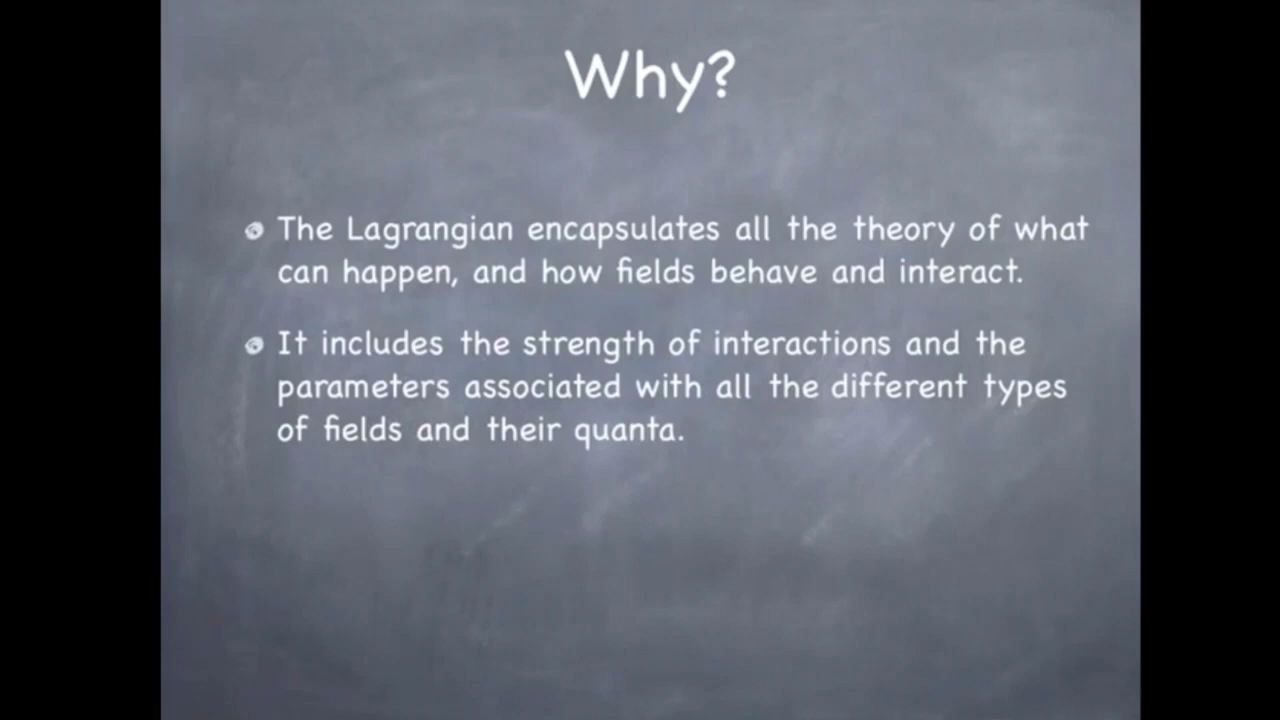 Why?
The Lagrangian encapsulates all the theory of what
can happen, and how fields behave and interact.
It includes the strength of interactions and the
parameters associated with all the different types
of fields and their quanta.